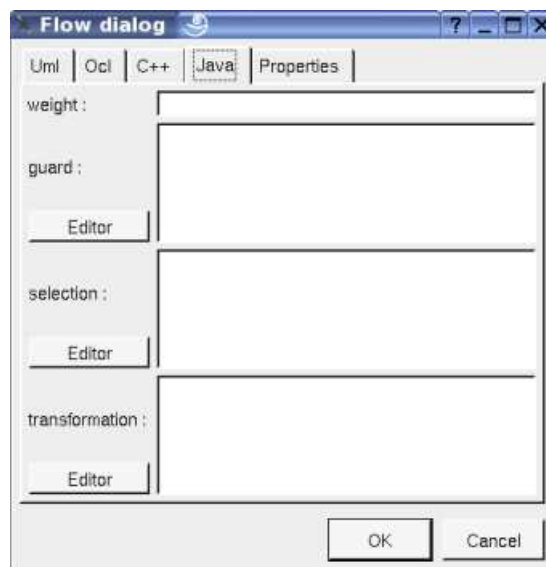 Flow dialog
Uml Ocl C++ Java Properties
weight :
guard :
Editor
selection :
Editor
transformation :
Editor
OK Cancel